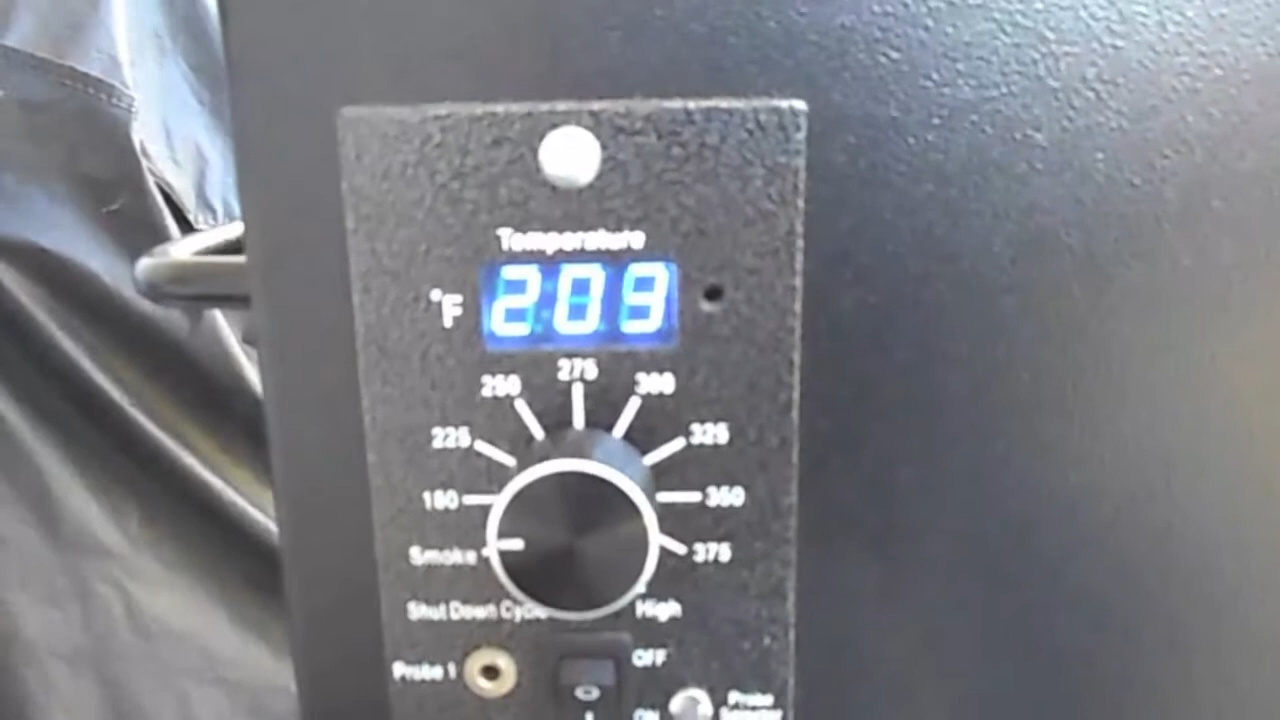 Temperature
°F 209
275
250 300
225 325
180 350
Smoke 375
Shut Down Cycle High
Probe 1 OFF
ON Probe